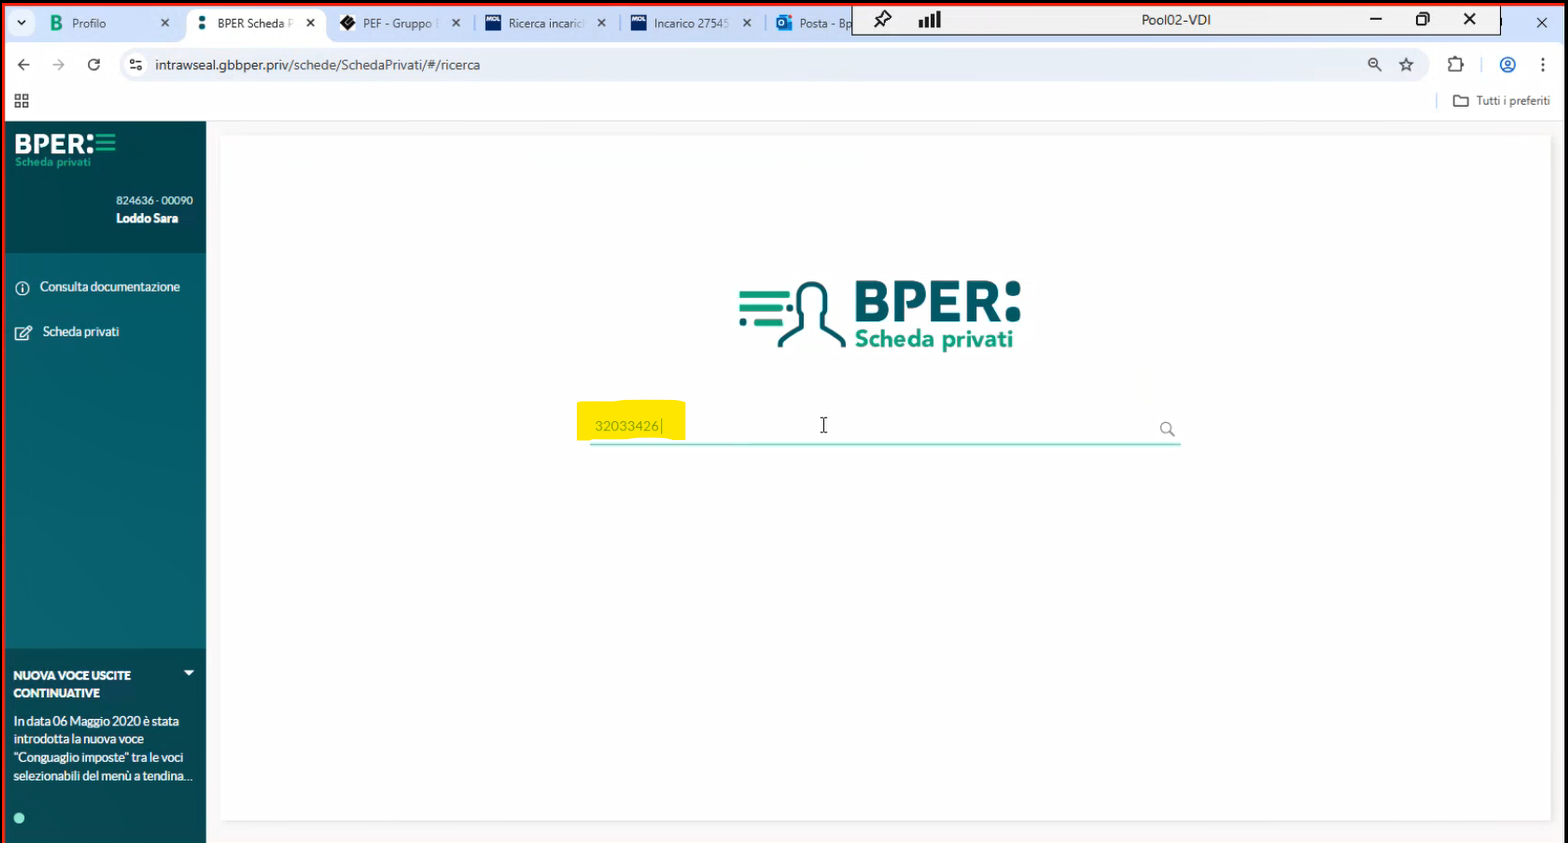 Profilo
BPER Scheda P
PEF - Gruppo
Ricerca incaric
Incarico 27545
Posta - Bp
Pool02-VDI
intrawseal.gbbper.priv/schede/SchedaPrivati/#/ricerca
Tutti i preferiti
BPER:
Scheda privati
824636 - 00090
Loddo Sara
Consulta documentazione
Scheda privati
BPER:
Scheda privati
32033426
NUOVA VOCE USCITE
CONTINUATIVE
In data 06 Maggio 2020 è stata
introdotta la nuova voce
"Conguaglio imposte" tra le voci
selezionabili del menù a tendina...